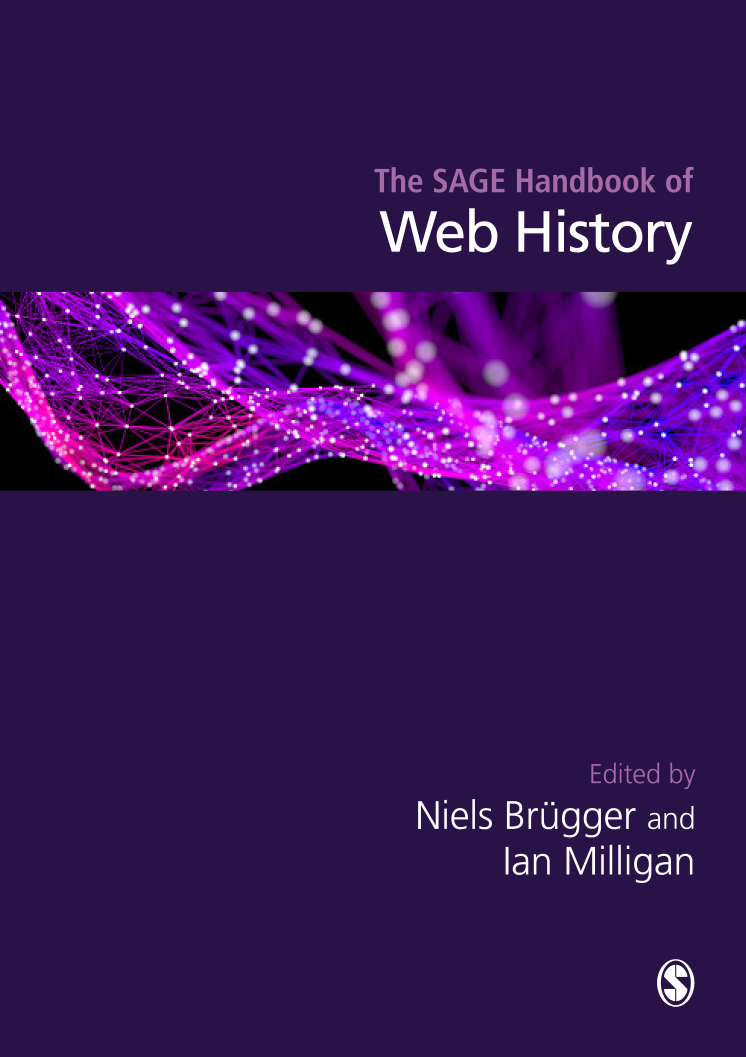 The SAGE Handbook of
Web History
Edited by
Niels Brügger and
Ian Milligan